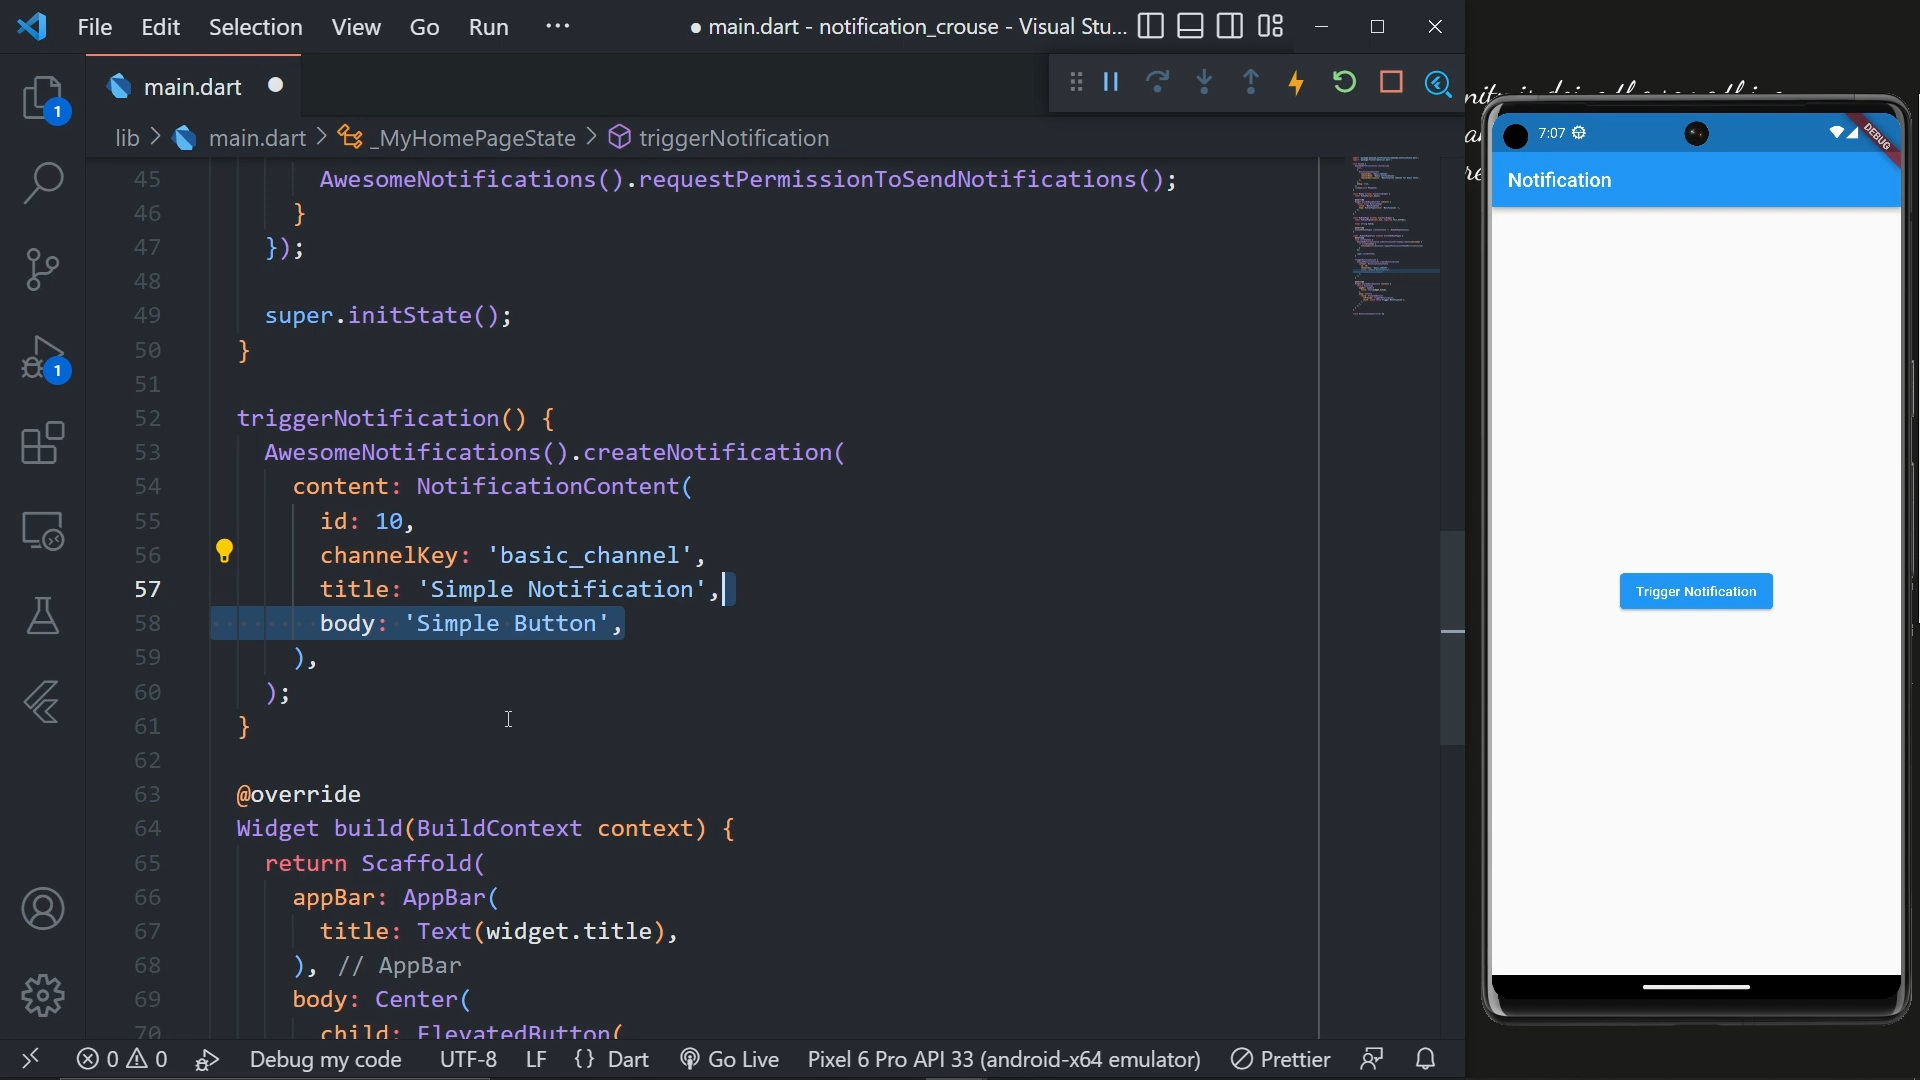 File Edit Selection View Go Run ···
● main.dart - notification_crouse - Visual Stu...
main.dart
1
lib > main.dart > _MyHomePageState > triggerNotification
45 AwesomeNotifications().requestPermissionToSendNotifications();
46 }
47 });
48
49 super.initState();
50 }
51
52 triggerNotification() {
53 AwesomeNotifications().createNotification(
54 content: NotificationContent(
55 id: 10,
56 channelKey: 'basic_channel',
57 title: 'Simple Notification',
58 body: 'Simple Button',
59 ),
60 );
61 }
62
63 @override
64 Widget build(BuildContext context) {
65 return Scaffold(
66 appBar: AppBar(
67 title: Text(widget.title),
68 ), // AppBar
69 body: Center(
70 child: ElevatedButton(
1
0 0 Debug my code UTF-8 LF {} Dart Go Live Pixel 6 Pro API 33 (android-x64 emulator) Prettier
7:07
DEBUG
Notification
Trigger Notification